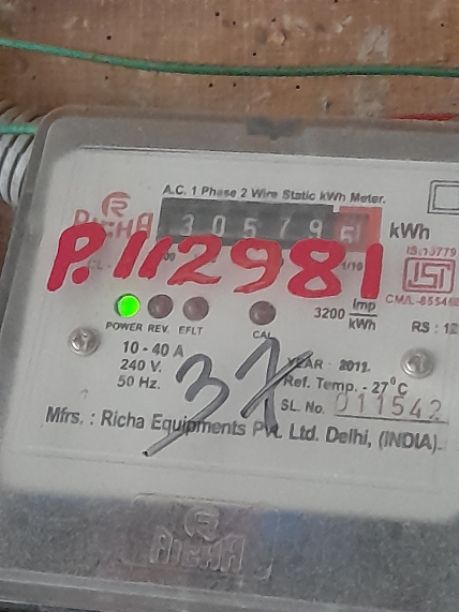 A.C. 1 Phase 2 Wire Static kWh Meter.
RICHA
30579 kWh
IS:13779
P.112981
1/10
CM/L-
3200 Imp/kWh
POWER REV. EFLT CAL
RS : 12
10 - 40 A
240 V.
50 Hz.
37
YEAR 2011.
Ref. Temp. - 27°C
SL. No. 011542
Mfrs. : Richa Equipments Pvt. Ltd. Delhi, (INDIA).
RICHA